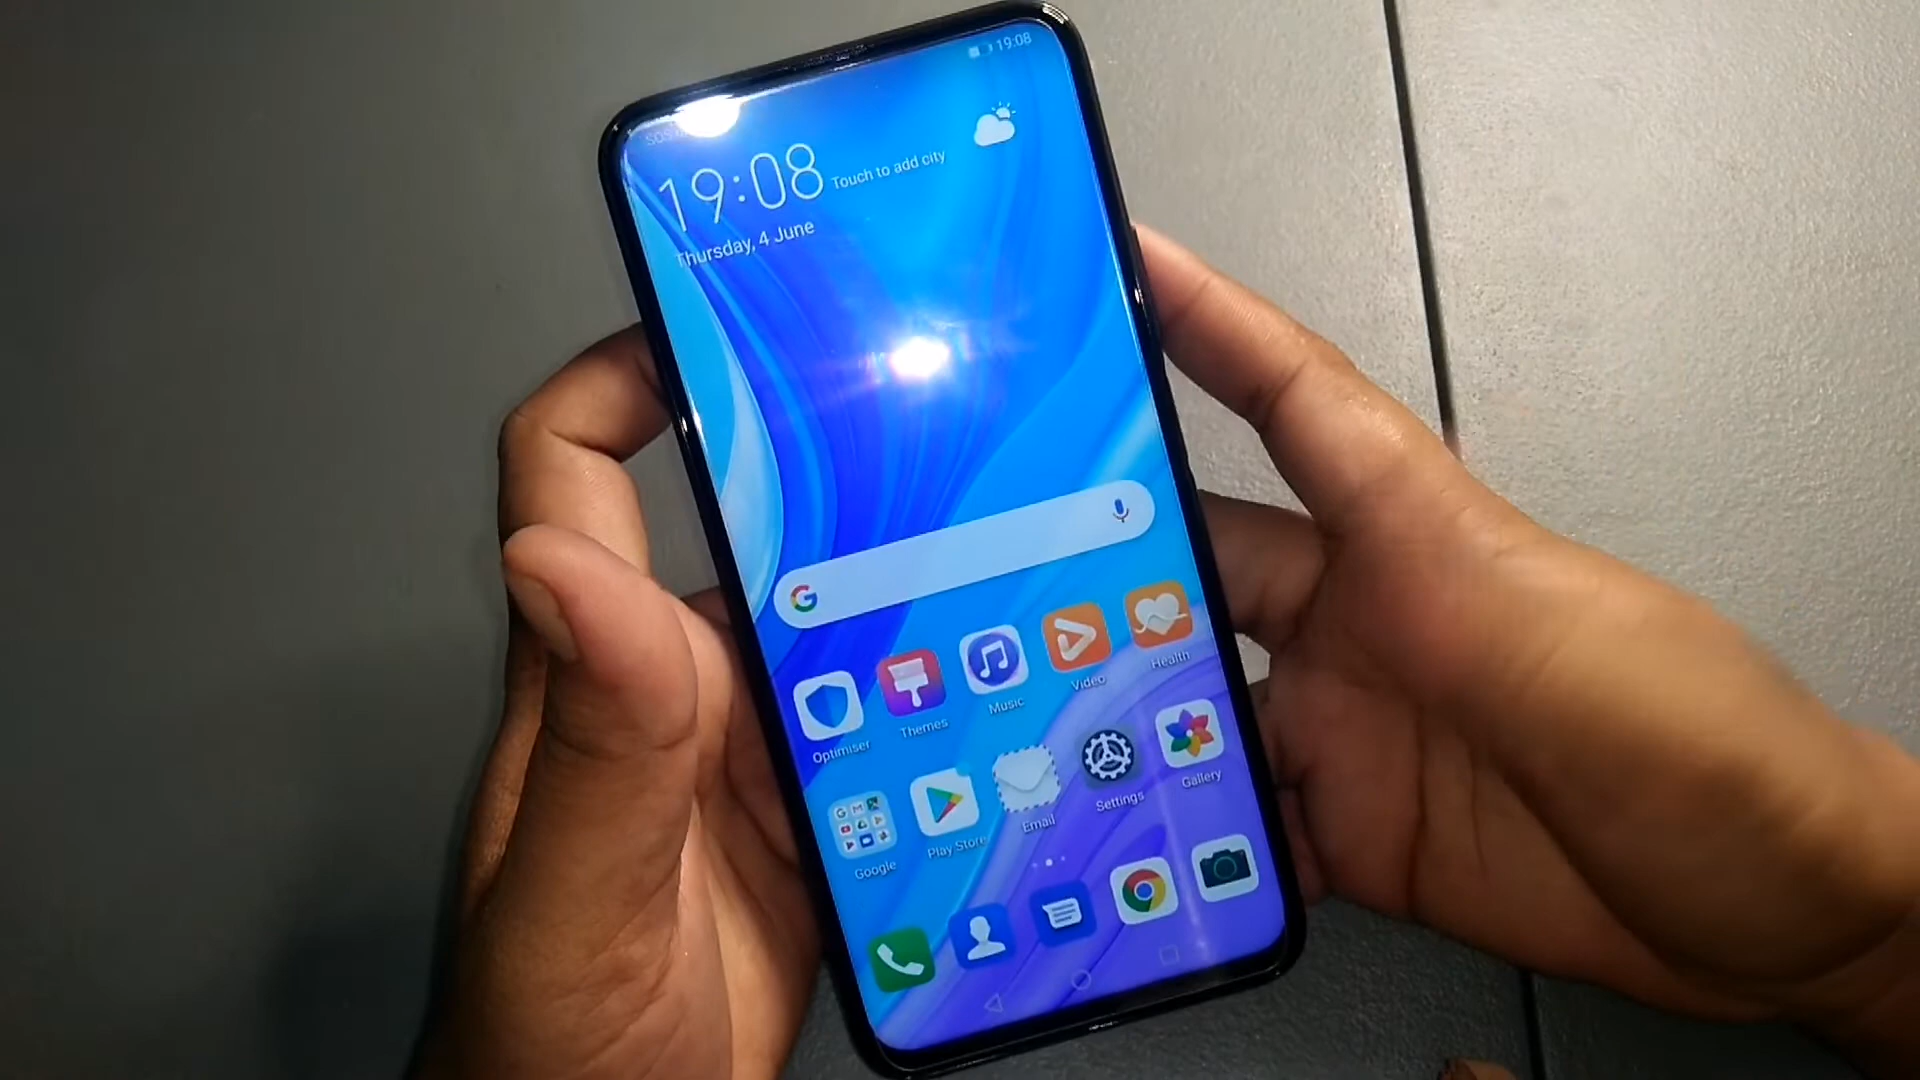 19:08
19:08
Touch to add city
Thursday, 4 June
Optimiser
Themes
Music
Video
Health
Google
Play Store
Email
Settings
Gallery